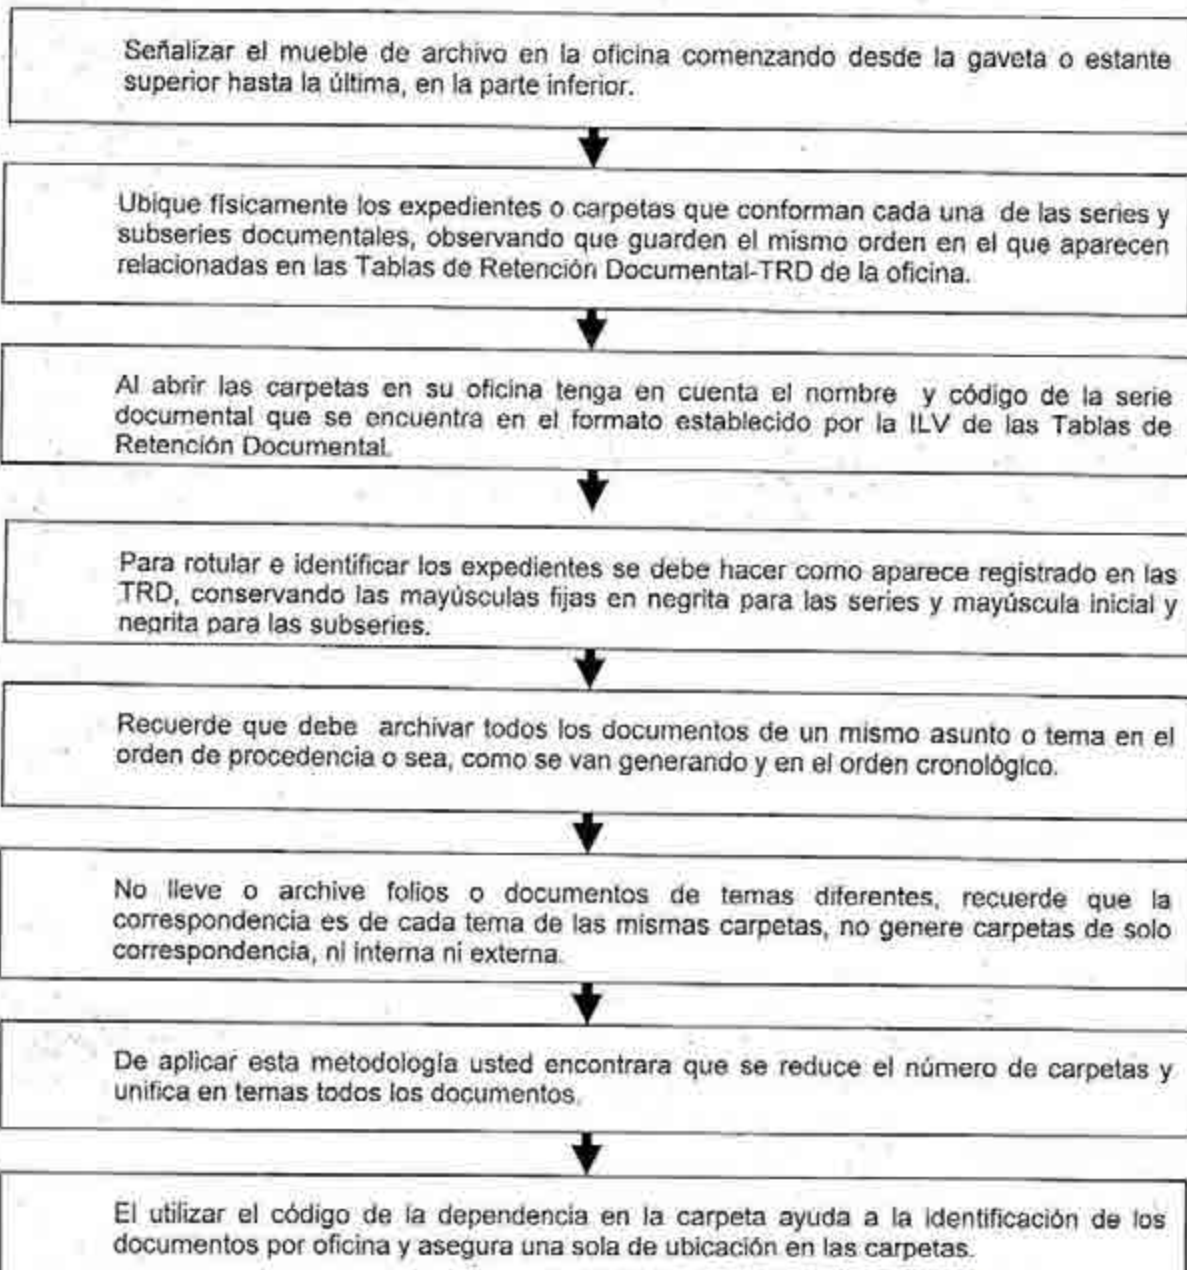 Señalizar el mueble de archivo en la oficina comenzando desde la gaveta o estante
superior hasta la última, en la parte inferior.
Ubique físicamente los expedientes o carpetas que conforman cada una de las series y
subseries documentales, observando que guarden el mismo orden en el que aparecen
relacionadas en las Tablas de Retención Documental-TRD de la oficina.
Al abrir las carpetas en su oficina tenga en cuenta el nombre y código de la serie
documental que se encuentra en el formato establecido por la ILV de las Tablas de
Retención Documental.
Para rotular e identificar los expedientes se debe hacer como aparece registrado en las
TRD, conservando las mayúsculas fijas en negrita para las series y mayúscula inicial y
negrita para las subseries.
Recuerde que debe archivar todos los documentos de un mismo asunto o tema en el
orden de procedencia o sea, como se van generando y en el orden cronológico.
No lleve o archive folios o documentos de temas diferentes, recuerde que la
correspondencia es de cada tema de las mismas carpetas, no genere carpetas de solo
correspondencia, ni interna ni externa.
De aplicar esta metodología usted encontrara que se reduce el número de carpetas y
unifica en temas todos los documentos.
El utilizar el código de la dependencia en la carpeta ayuda a la identificación de los
documentos por oficina y asegura una sola de ubicación en las carpetas.